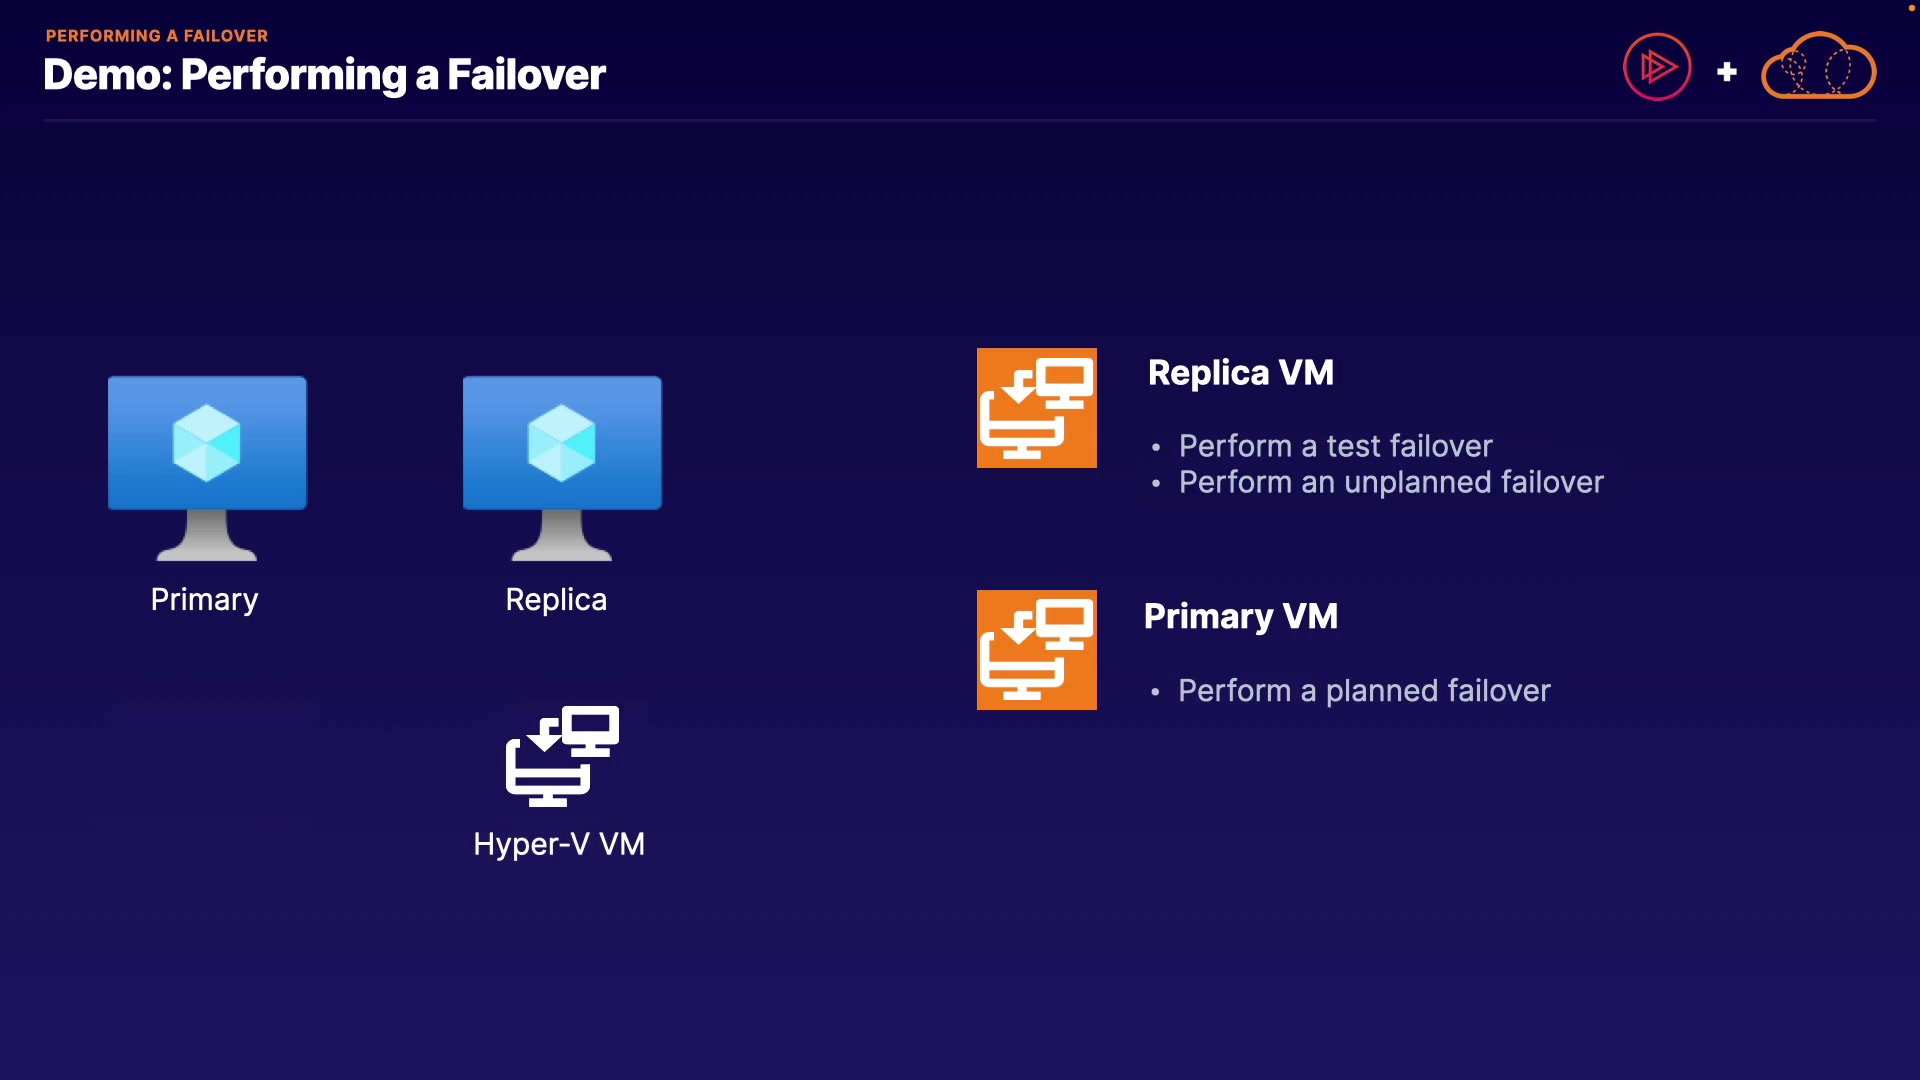 PERFORMING A FAILOVER
Demo: Performing a Failover
Primary
Replica
Hyper-V VM
Replica VM
• Perform a test failover
• Perform an unplanned failover
Primary VM
• Perform a planned failover